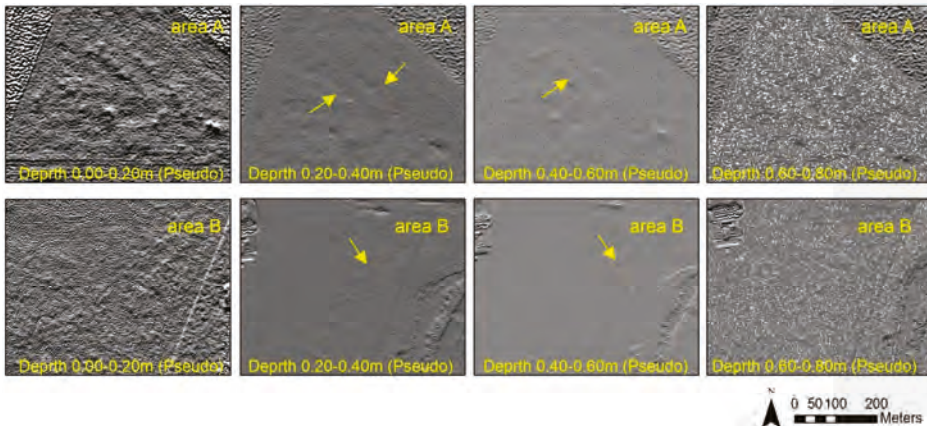 area A
Deprth 0.00-0.20m (Pseudo)
area A
Deprth 0.20-0.40m (Pseudo)
area A
Deprth 0.40-0.60m (Pseudo)
area A
Deprth 0.60-0.80m (Pseudo)
area B
Deprth 0.00-0.20m (Pseudo)
area B
Deprth 0.20-0.40m (Pseudo)
area B
Deprth 0.40-0.60m (Pseudo)
area B
Deprth 0.60-0.80m (Pseudo)
N
0 50 100 200
Meters